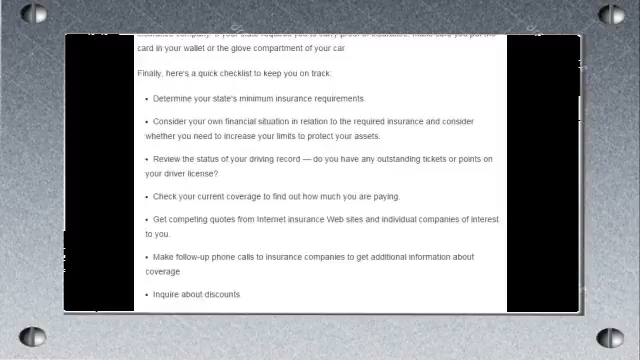 card in your wallet or the glove compartment of your car
Finally, here's a quick checklist to keep you on track:
• Determine your state's minimum insurance requirements.
• Consider your own financial situation in relation to the required insurance and consider
whether you need to increase your limits to protect your assets.
• Review the status of your driving record — do you have any outstanding tickets or points on
your driver license?
• Check your current coverage to find out how much you are paying.
• Get competing quotes from Internet insurance Web sites and individual companies of interest
to you.
• Make follow-up phone calls to insurance companies to get additional information about
coverage
• Inquire about discounts